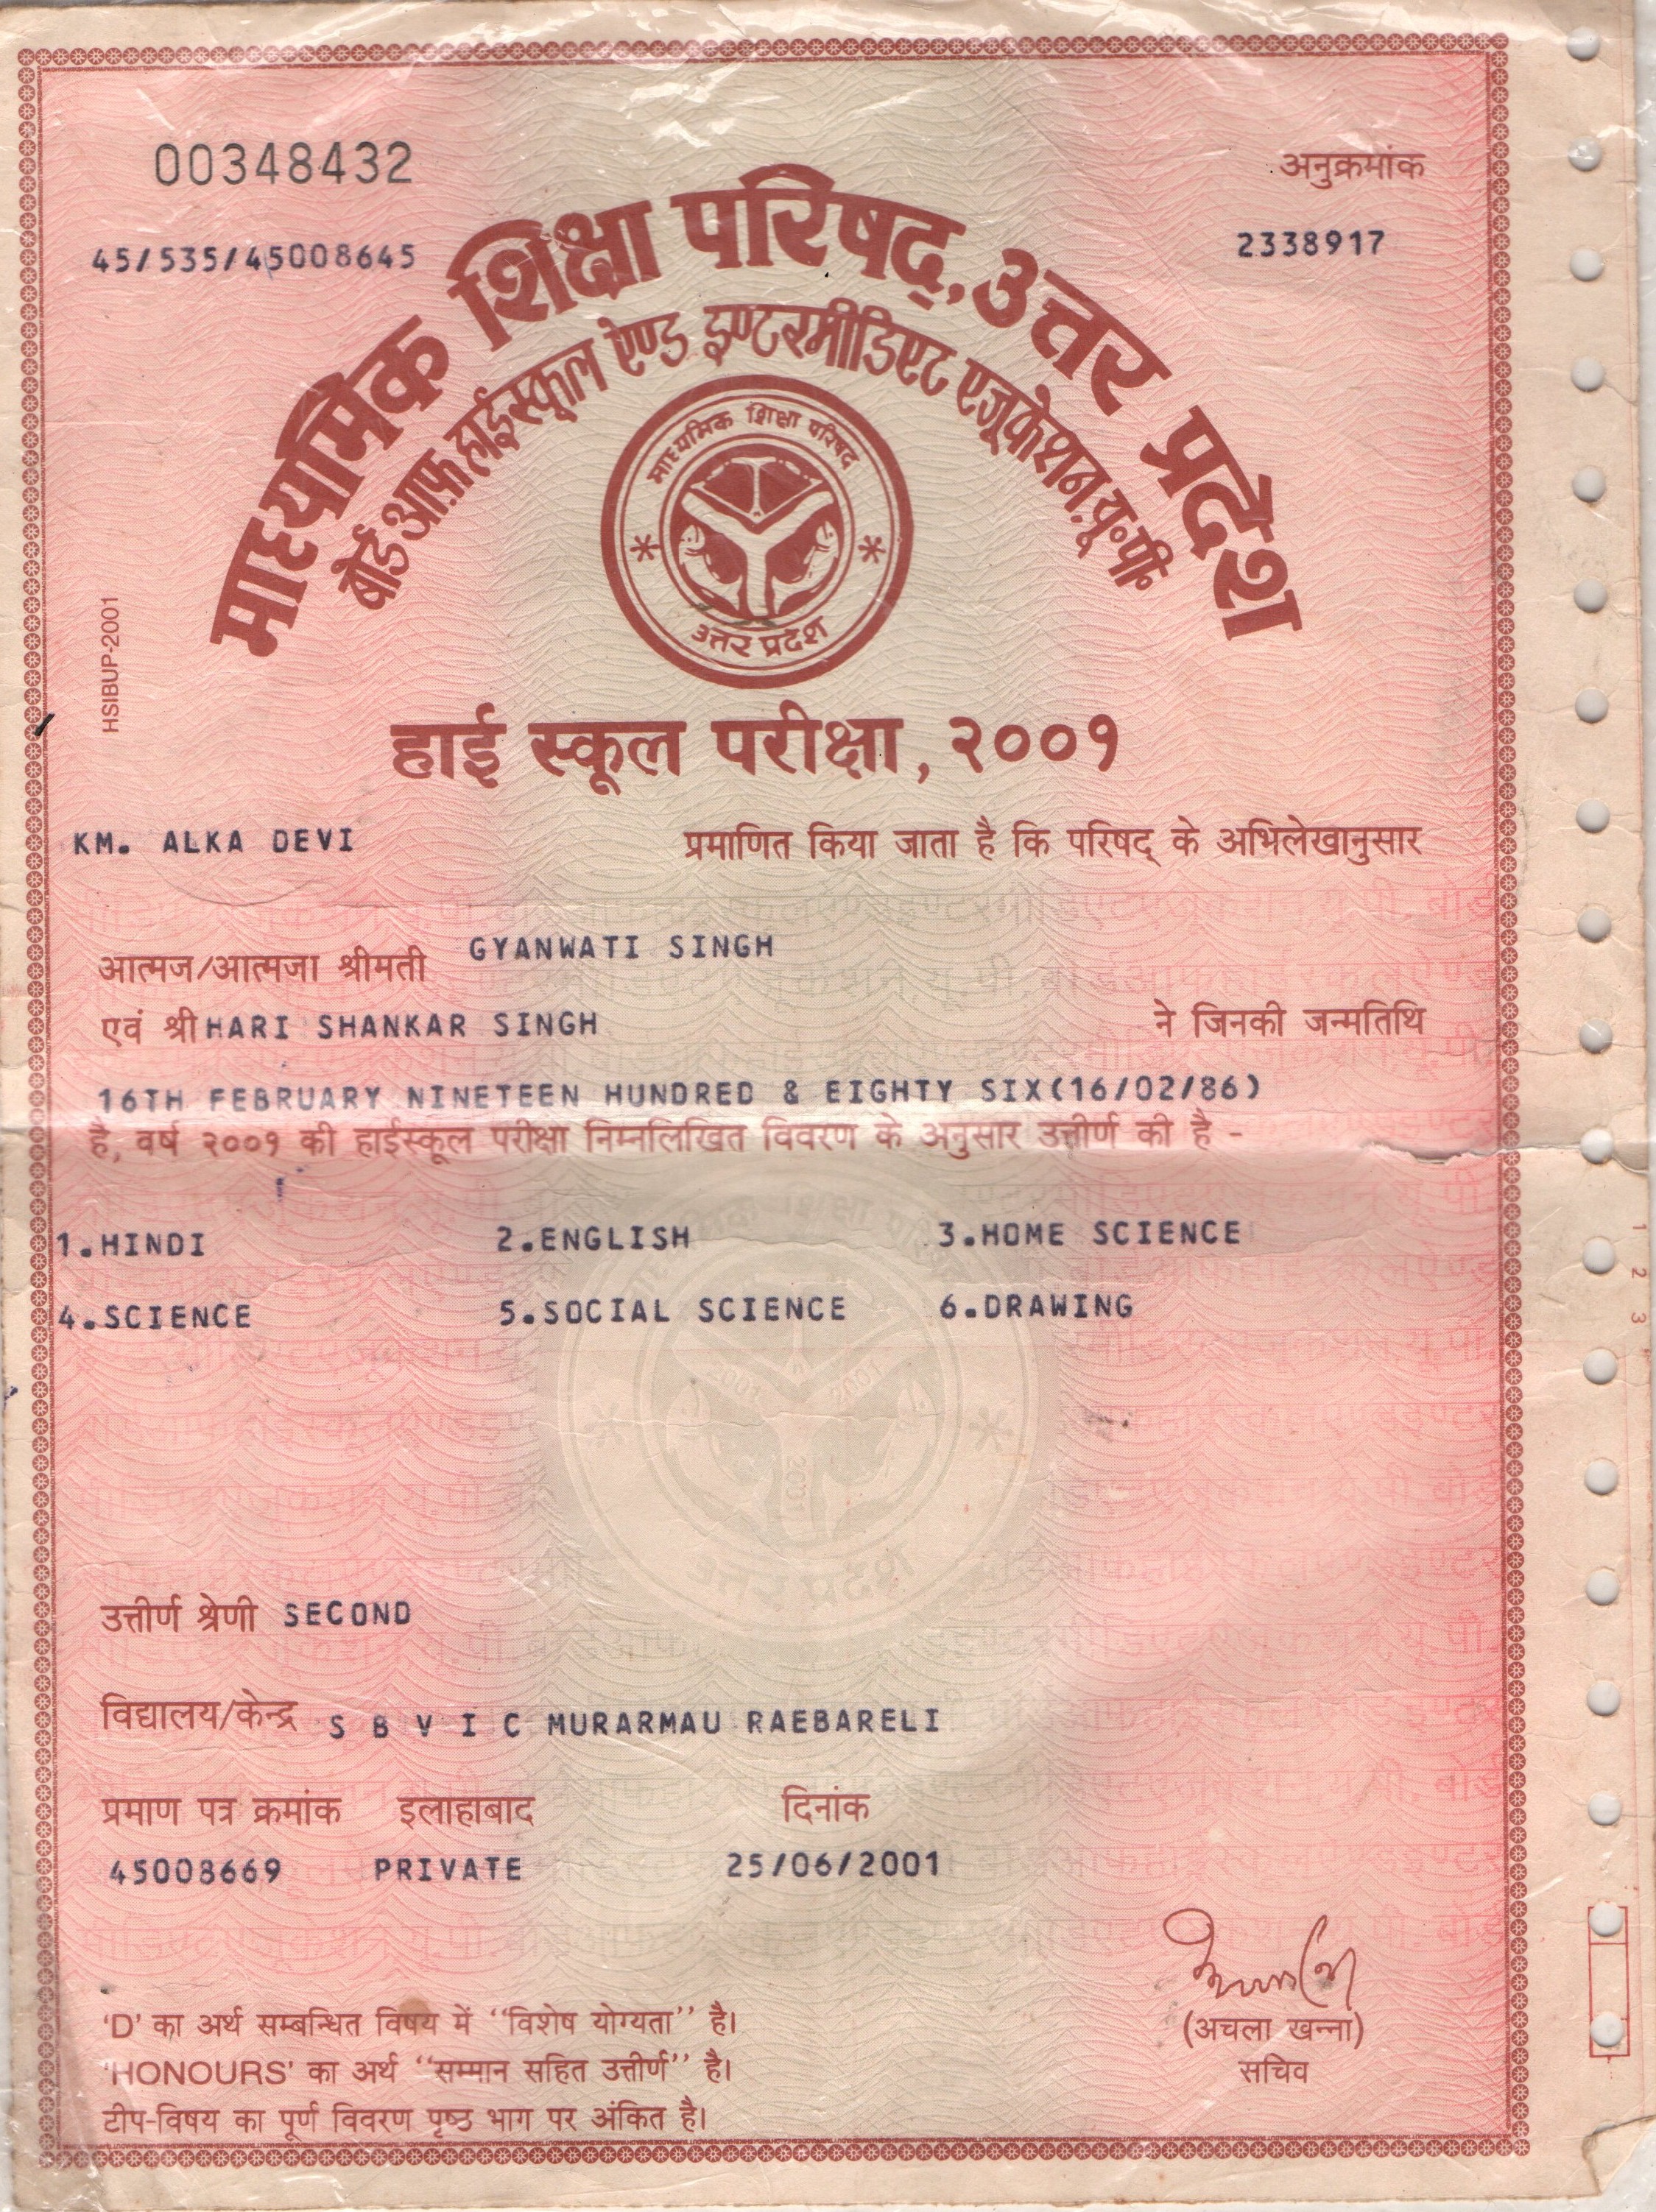 00348432
अनुक्रमांक
45/535/45008645
2338917
माध्यमिक शिक्षा परिषद्, उत्तर प्रदेश
बोर्ड आफ़ हाईस्कूल ऐण्ड इण्टरमीडिएट एजूकेशन, यू॰पी॰
माध्यमिक शिक्षा परिषद
उत्तर प्रदेश
HSIBUP-2001
हाई स्कूल परीक्षा, २००१
KM. ALKA DEVI प्रमाणित किया जाता है कि परिषद् के अभिलेखानुसार
आत्मज/आत्मजा श्रीमती GYANWATI SINGH
एवं श्री HARI SHANKAR SINGH ने जिनकी जन्मतिथि
16TH FEBRUARY NINETEEN HUNDRED & EIGHTY SIX(16/02/86)
है, वर्ष २००१ की हाईस्कूल परीक्षा निम्नलिखित विवरण के अनुसार उत्तीर्ण की है -
1.HINDI 2.ENGLISH 3.HOME SCIENCE
4.SCIENCE 5.SOCIAL SCIENCE 6.DRAWING
1 2 3
उत्तीर्ण श्रेणी SECOND
विद्यालय/केन्द्र S B V I C MURARMAU RAEBARELI
प्रमाण पत्र क्रमांक इलाहाबाद दिनांक
45008669 PRIVATE 25/06/2001
(अचला खन्ना)
सचिव
'D' का अर्थ सम्बन्धित विषय में ‘‘विशेष योग्यता’’ है।
'HONOURS' का अर्थ ‘‘सम्मान सहित उत्तीर्ण’’ है।
टीप-विषय का पूर्ण विवरण पृष्ठ भाग पर अंकित है।